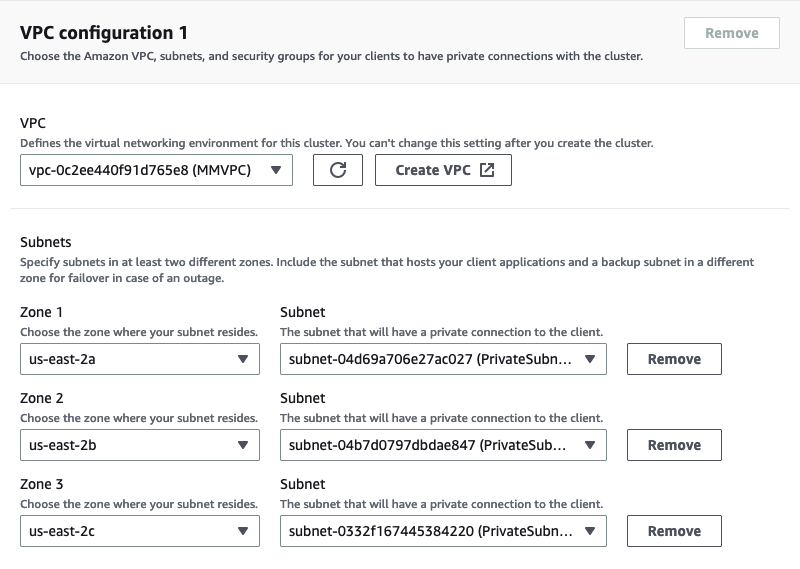 VPC configuration 1
Remove
Choose the Amazon VPC, subnets, and security groups for your clients to have private connections with the cluster.
VPC
Defines the virtual networking environment for this cluster. You can't change this setting after you create the cluster.
vpc-0c2ee440f91d765e8 (MMVPC)
Create VPC
Subnets
Specify subnets in at least two different zones. Include the subnet that hosts your client applications and a backup subnet in a different
zone for failover in case of an outage.
Zone 1
Subnet
Choose the zone where your subnet resides.
The subnet that will have a private connection to the client.
us-east-2a
subnet-04d69a706e27ac027 (PrivateSubn...
Remove
Zone 2
Subnet
Choose the zone where your subnet resides.
The subnet that will have a private connection to the client.
us-east-2b
subnet-04b7d0797dbdae847 (PrivateSub...
Remove
Zone 3
Subnet
Choose the zone where your subnet resides.
The subnet that will have a private connection to the client.
us-east-2c
subnet-0332f167445384220 (PrivateSubn...
Remove